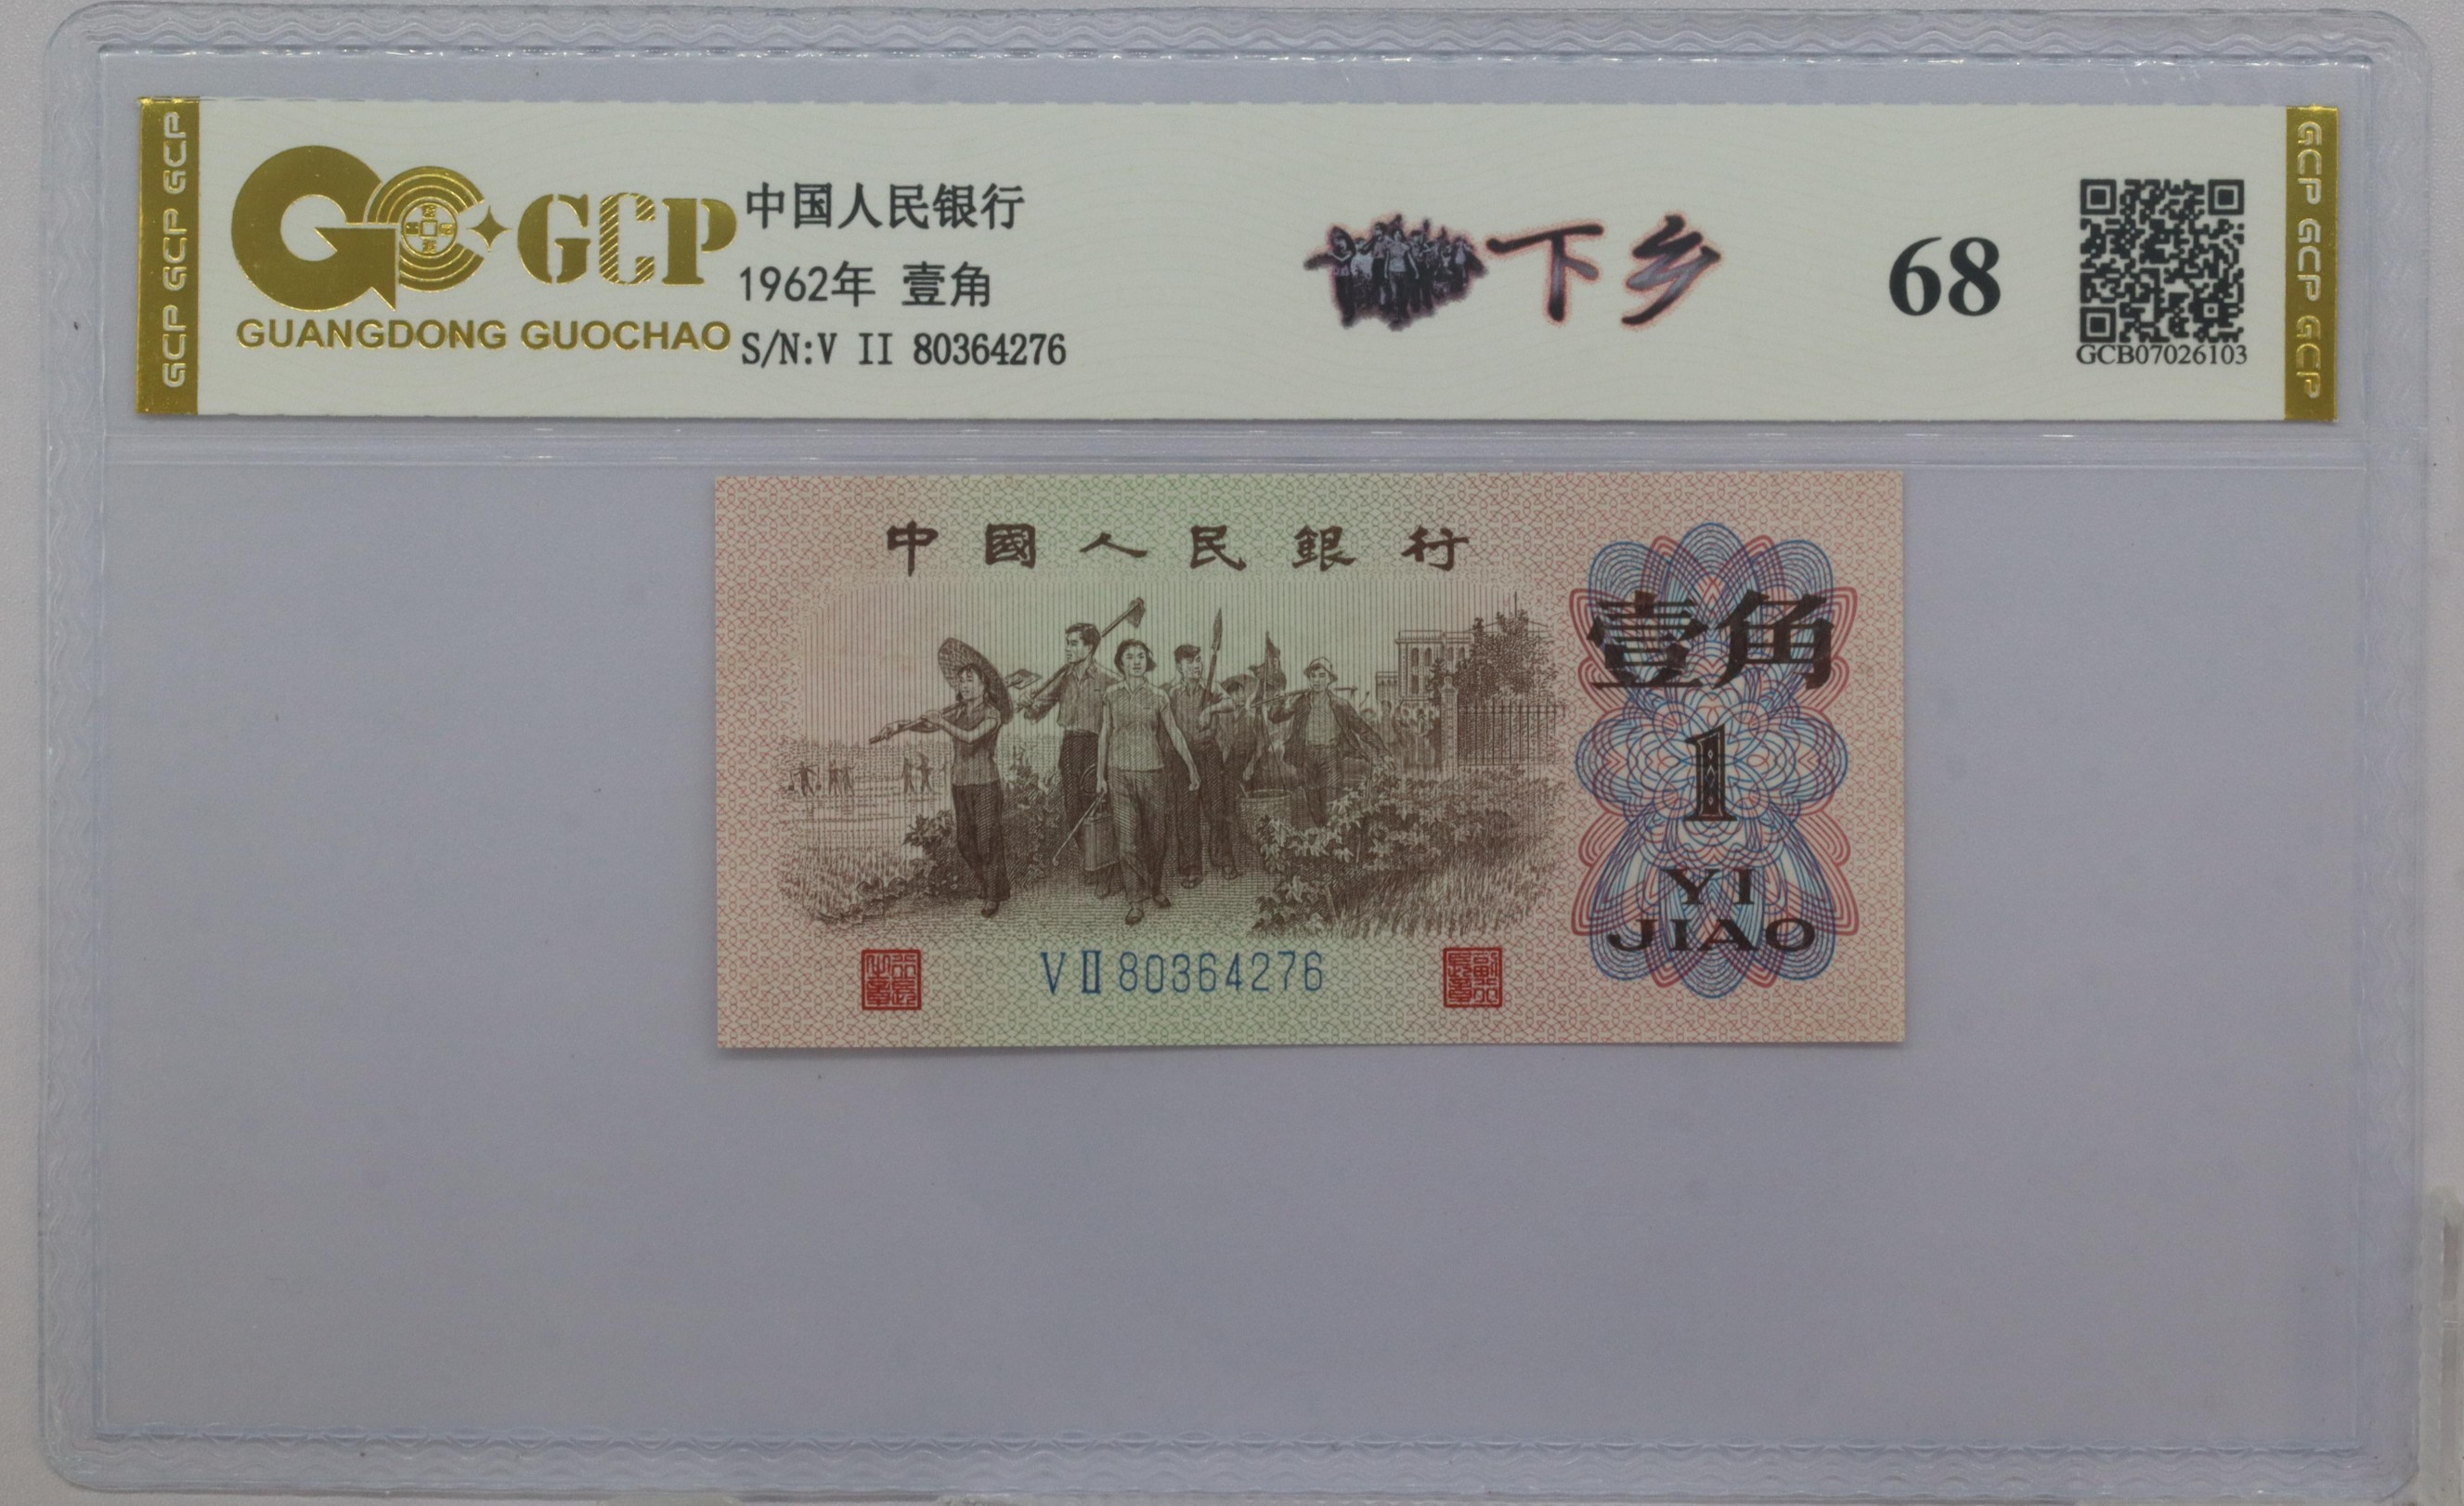 GCP GCP GCP
GCP
GUANGDONG GUOCHAO
中国人民银行
1962年 壹角
S/N:V II 80364276
下乡
68
GCB07026103
GCP GCP GCP
中國人民銀行
壹角
1
YI
JIAO
V II 80364276